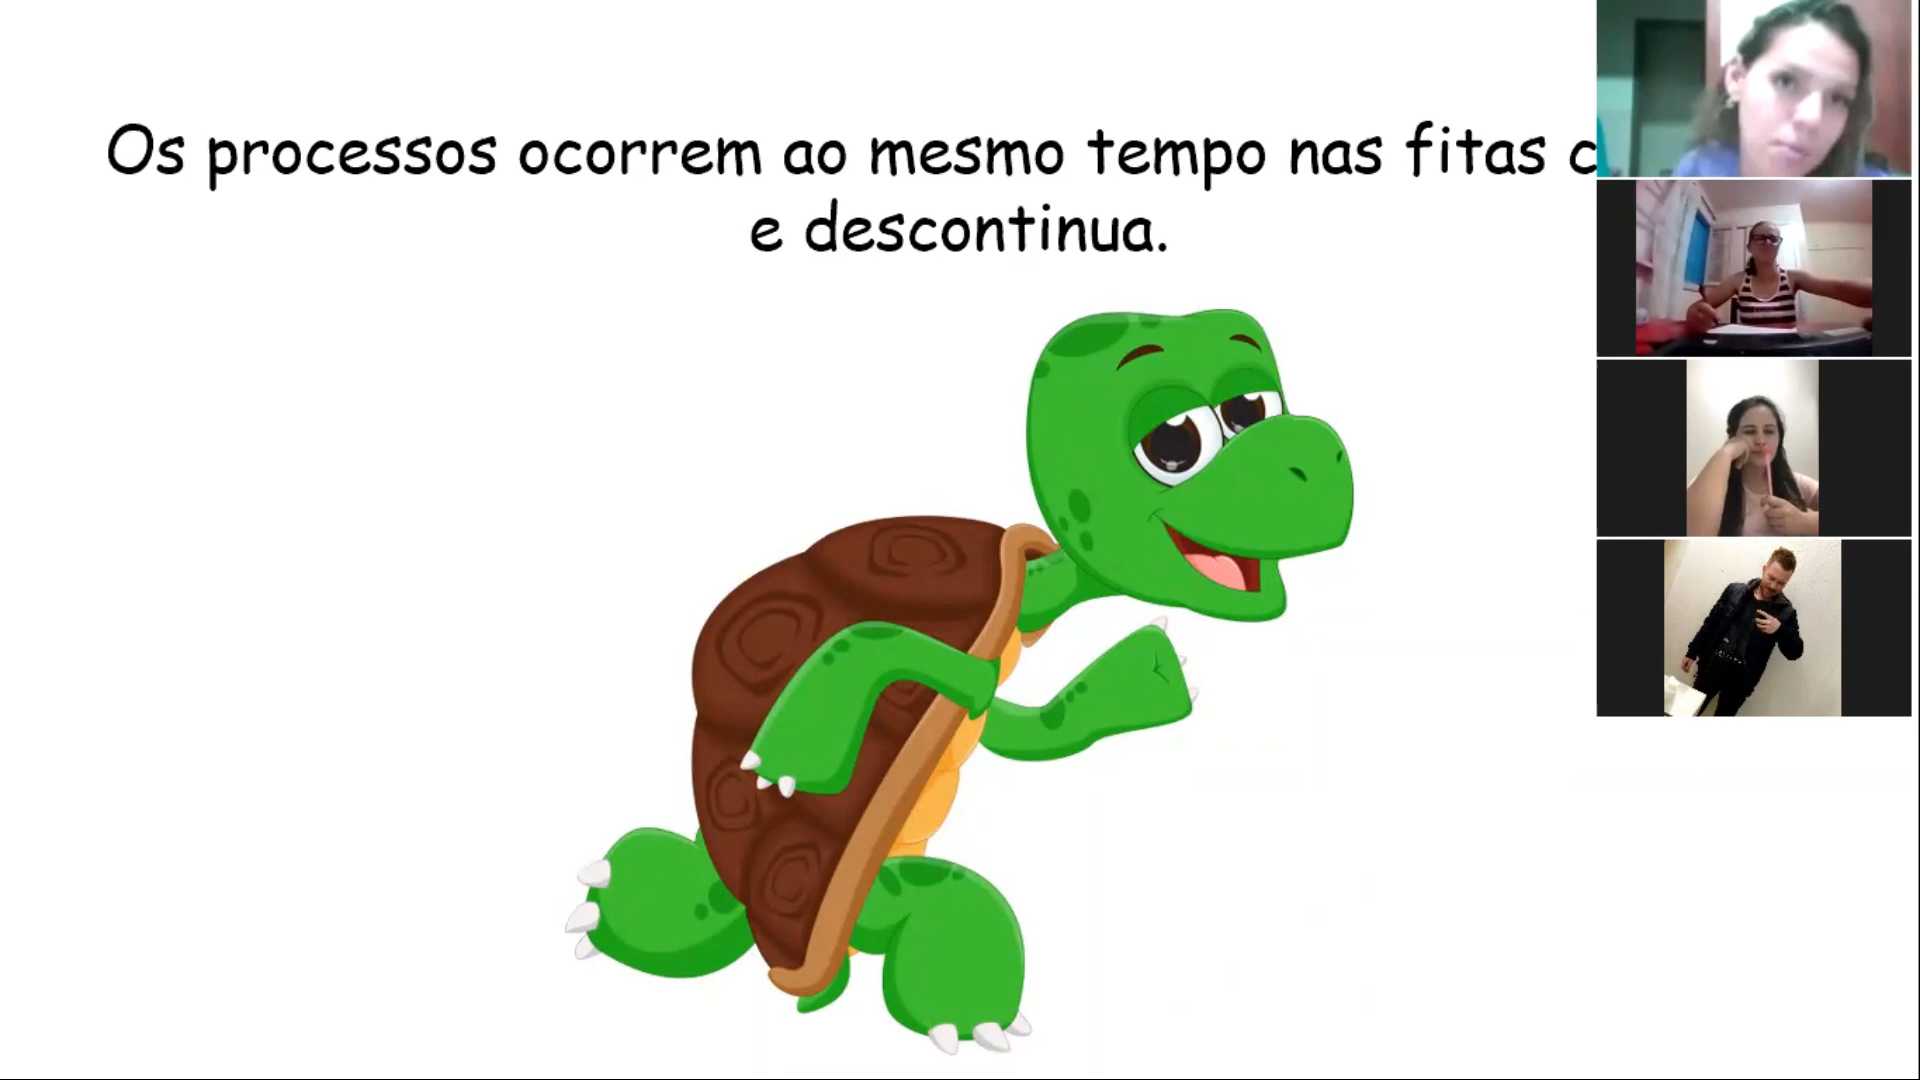 Os processos ocorrem ao mesmo tempo nas fitas c
e descontinua.